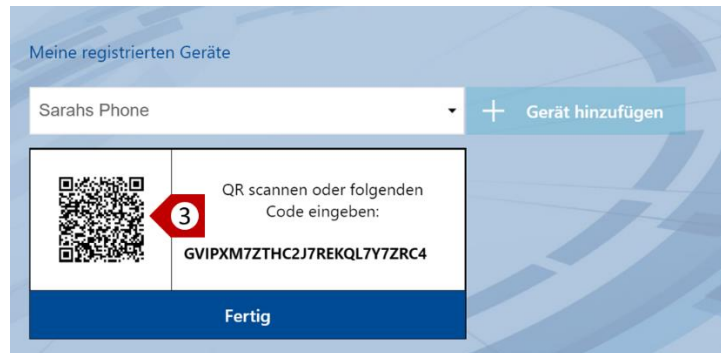 Meine registrierten Geräte
Sarahs Phone
+ Gerät hinzufügen
3
QR scannen oder folgenden
Code eingeben:
GVIPXM7ZTHC2J7REKQL7Y7ZRC4
Fertig